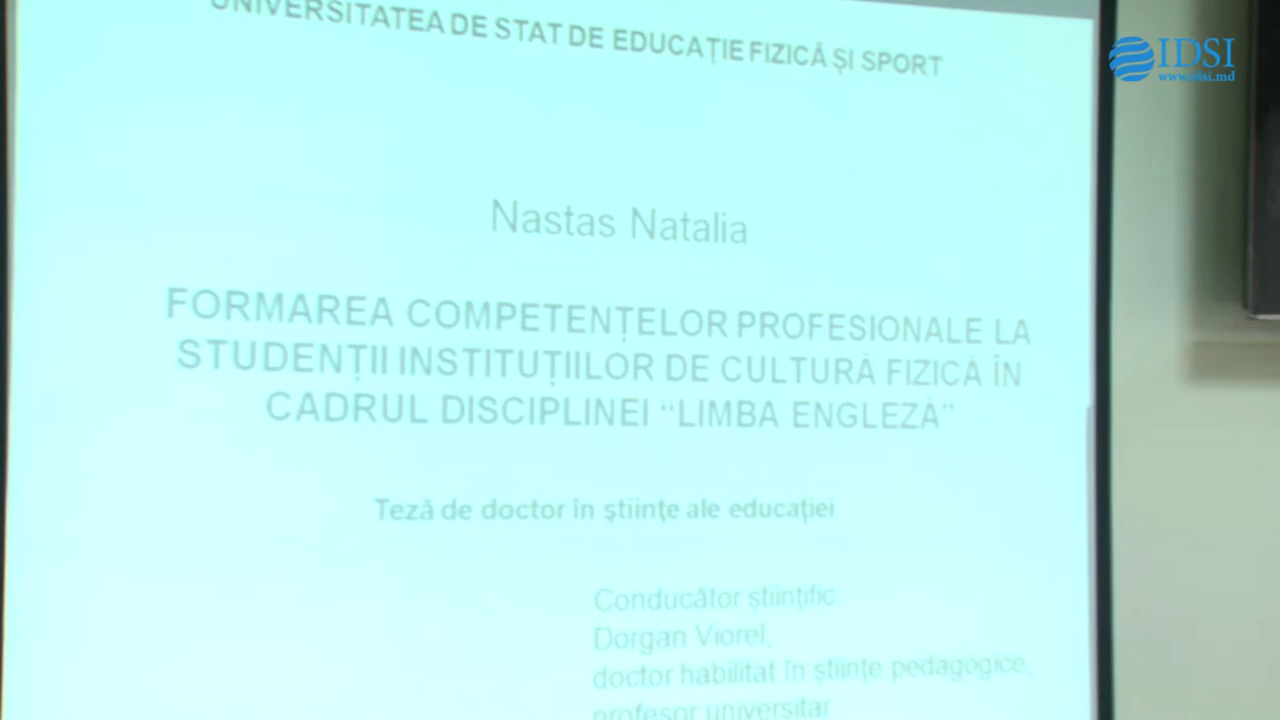 UNIVERSITATEA DE STAT DE EDUCAȚIE FIZICĂ ȘI SPORT
IDSI
www.idsi.md
Nastas Natalia
FORMAREA COMPETENȚELOR PROFESIONALE LA
STUDENȚII INSTITUȚIILOR DE CULTURĂ FIZICĂ ÎN
CADRUL DISCIPLINEI “LIMBA ENGLEZĂ”
Teză de doctor în ştiinţe ale educaţiei
Conducător științific:
Dorgan Viorel,
doctor habilitat în științe pedagogice,
profesor universitar